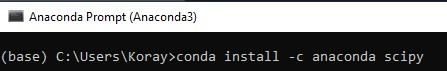 Anaconda Prompt (Anaconda3)
(base) C:\Users\Koray>conda install -c anaconda scipy